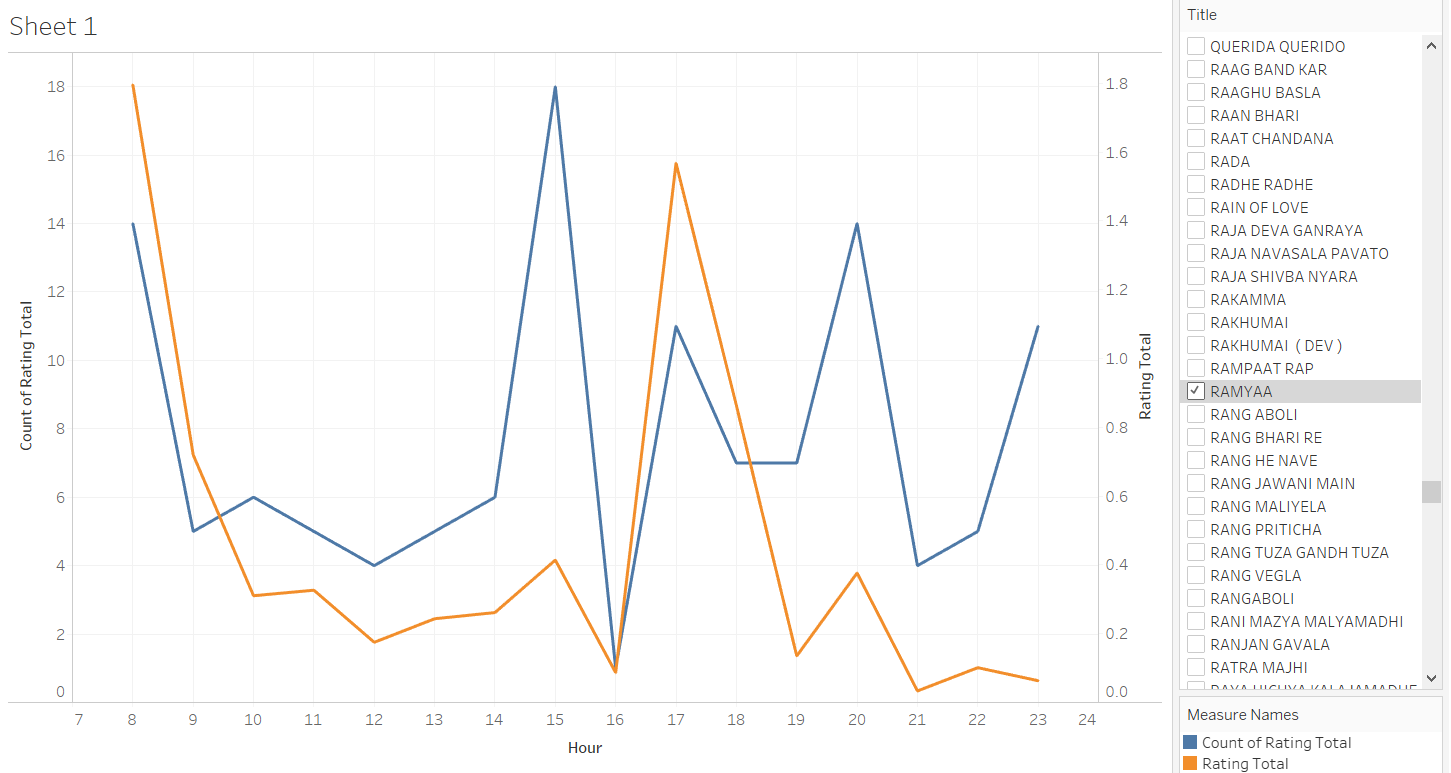 Sheet 1
Count of Rating Total
18
16
14
12
10
8
6
4
2
0
1.8
1.6
1.4
1.2
1.0
0.8
0.6
0.4
0.2
0.0
Rating Total
7 8 9 10 11 12 13 14 15 16 17 18 19 20 21 22 23 24
Hour
Title
QUERIDA QUERIDO
RAAG BAND KAR
RAAGHU BASLA
RAAN BHARI
RAAT CHANDANA
RADA
RADHE RADHE
RAIN OF LOVE
RAJA DEVA GANRAYA
RAJA NAVASALA PAVATO
RAJA SHIVBA NYARA
RAKAMMA
RAKHUMAI
RAKHUMAI ( DEV )
RAMPAAT RAP
RAMYAA
RANG ABOLI
RANG BHARI RE
RANG HE NAVE
RANG JAWANI MAIN
RANG MALIYELA
RANG PRITICHA
RANG TUZA GANDH TUZA
RANG VEGLA
RANGABOLI
RANI MAZYA MALYAMADHI
RANJAN GAVALA
RATRA MAJHI
Measure Names
Count of Rating Total
Rating Total